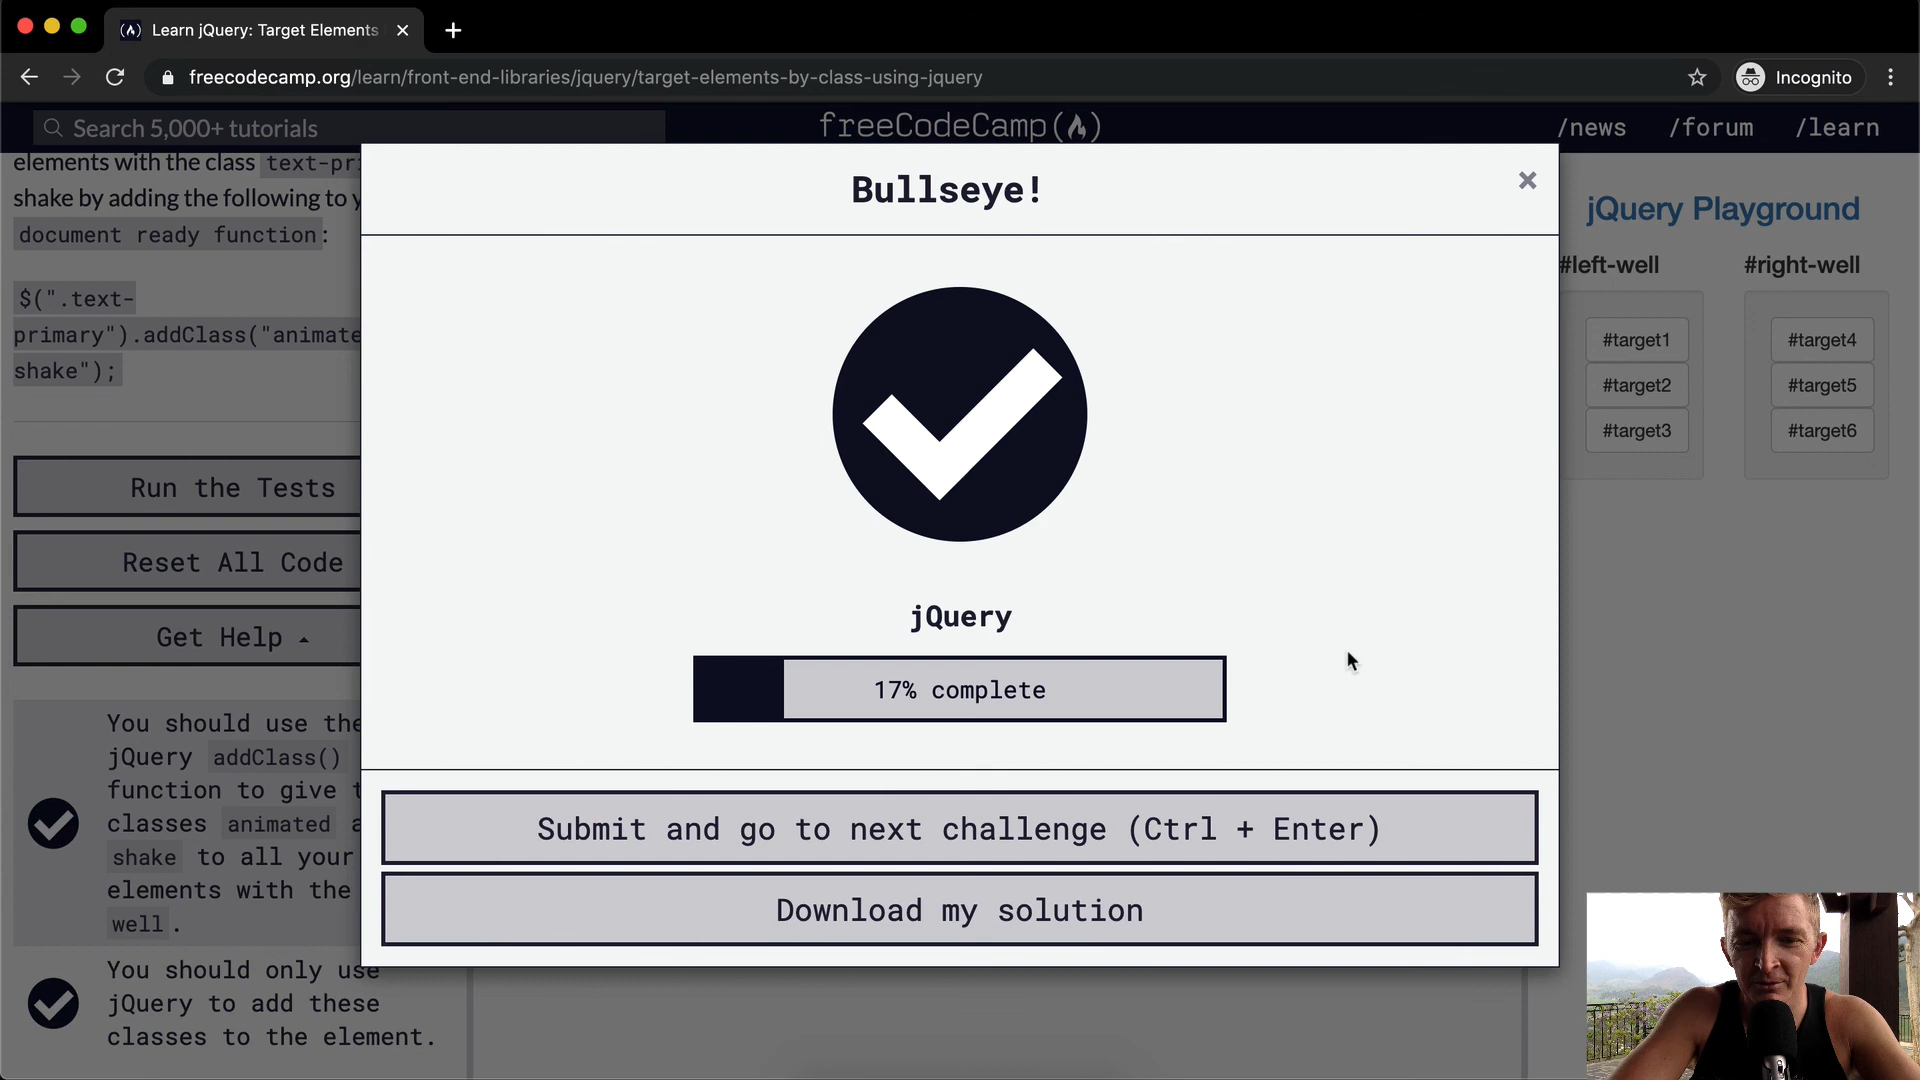 Learn jQuery: Target Elements
freecodecamp.org/learn/front-end-libraries/jquery/target-elements-by-class-using-jquery
Incognito
Search 5,000+ tutorials
freeCodeCamp
/news
/forum
/learn
elements with the class text-pri
shake by adding the following to y
document ready function:
$(".text-
primary").addClass("animate
shake");
Run the Tests
Reset All Code
Get Help
You should use the
jQuery addClass()
function to give t
classes animated a
shake to all your
elements with the
well.
You should only use
jQuery to add these
classes to the element.
Bullseye!
×
jQuery
17% complete
Submit and go to next challenge (Ctrl + Enter)
Download my solution
jQuery Playground
#left-well
#right-well
#target1
#target4
#target2
#target5
#target3
#target6